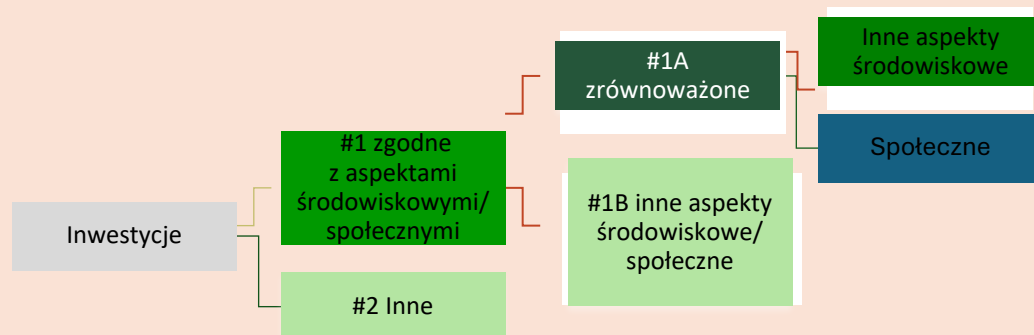 Inwestycje
#1 zgodne
z aspektami
środowiskowymi/
społecznymi
#2 Inne
#1A
zrównoważone
#1B inne aspekty
środowiskowe/
społeczne
Inne aspekty
środowiskowe
Społeczne